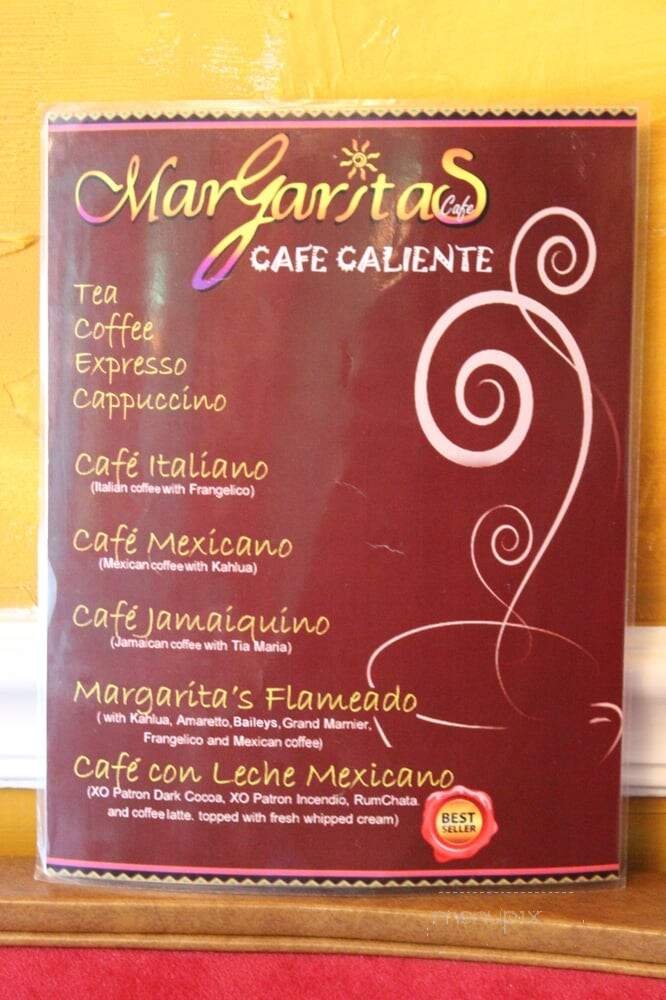 Margaritas
Cafe
CAFE CALIENTE
Tea
Coffee
Expresso
Cappuccino
Café Italiano
(Italian coffee with Frangelico)
Café Mexicano
(Mexican coffee with Kahlua)
Café Jamaiquino
(Jamaican coffee with Tia Maria)
Margarita's Flameado
( with Kahlua, Amaretto, Baileys, Grand Marnier,
Frangelico and Mexican coffee)
Café con Leche Mexicano
(XO Patron Dark Cocoa, XO Patron Incendio, RumChata.
and coffee latte. topped with fresh whipped cream)
BEST
SELLER
menupix